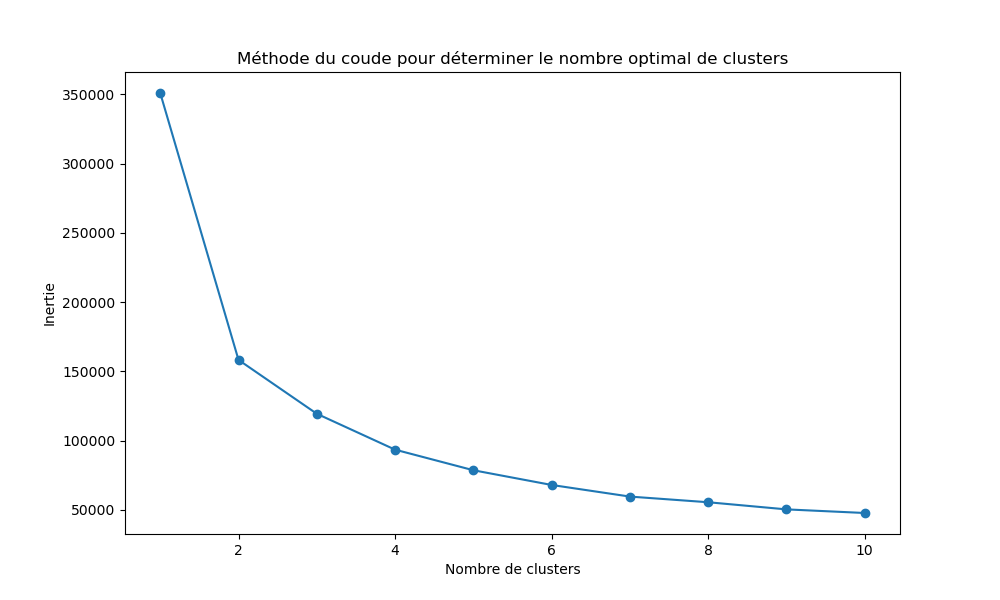 Méthode du coude pour déterminer le nombre optimal de clusters
350000
300000
250000
200000
150000
100000
50000
Inertie
2 4 6 8 10
Nombre de clusters